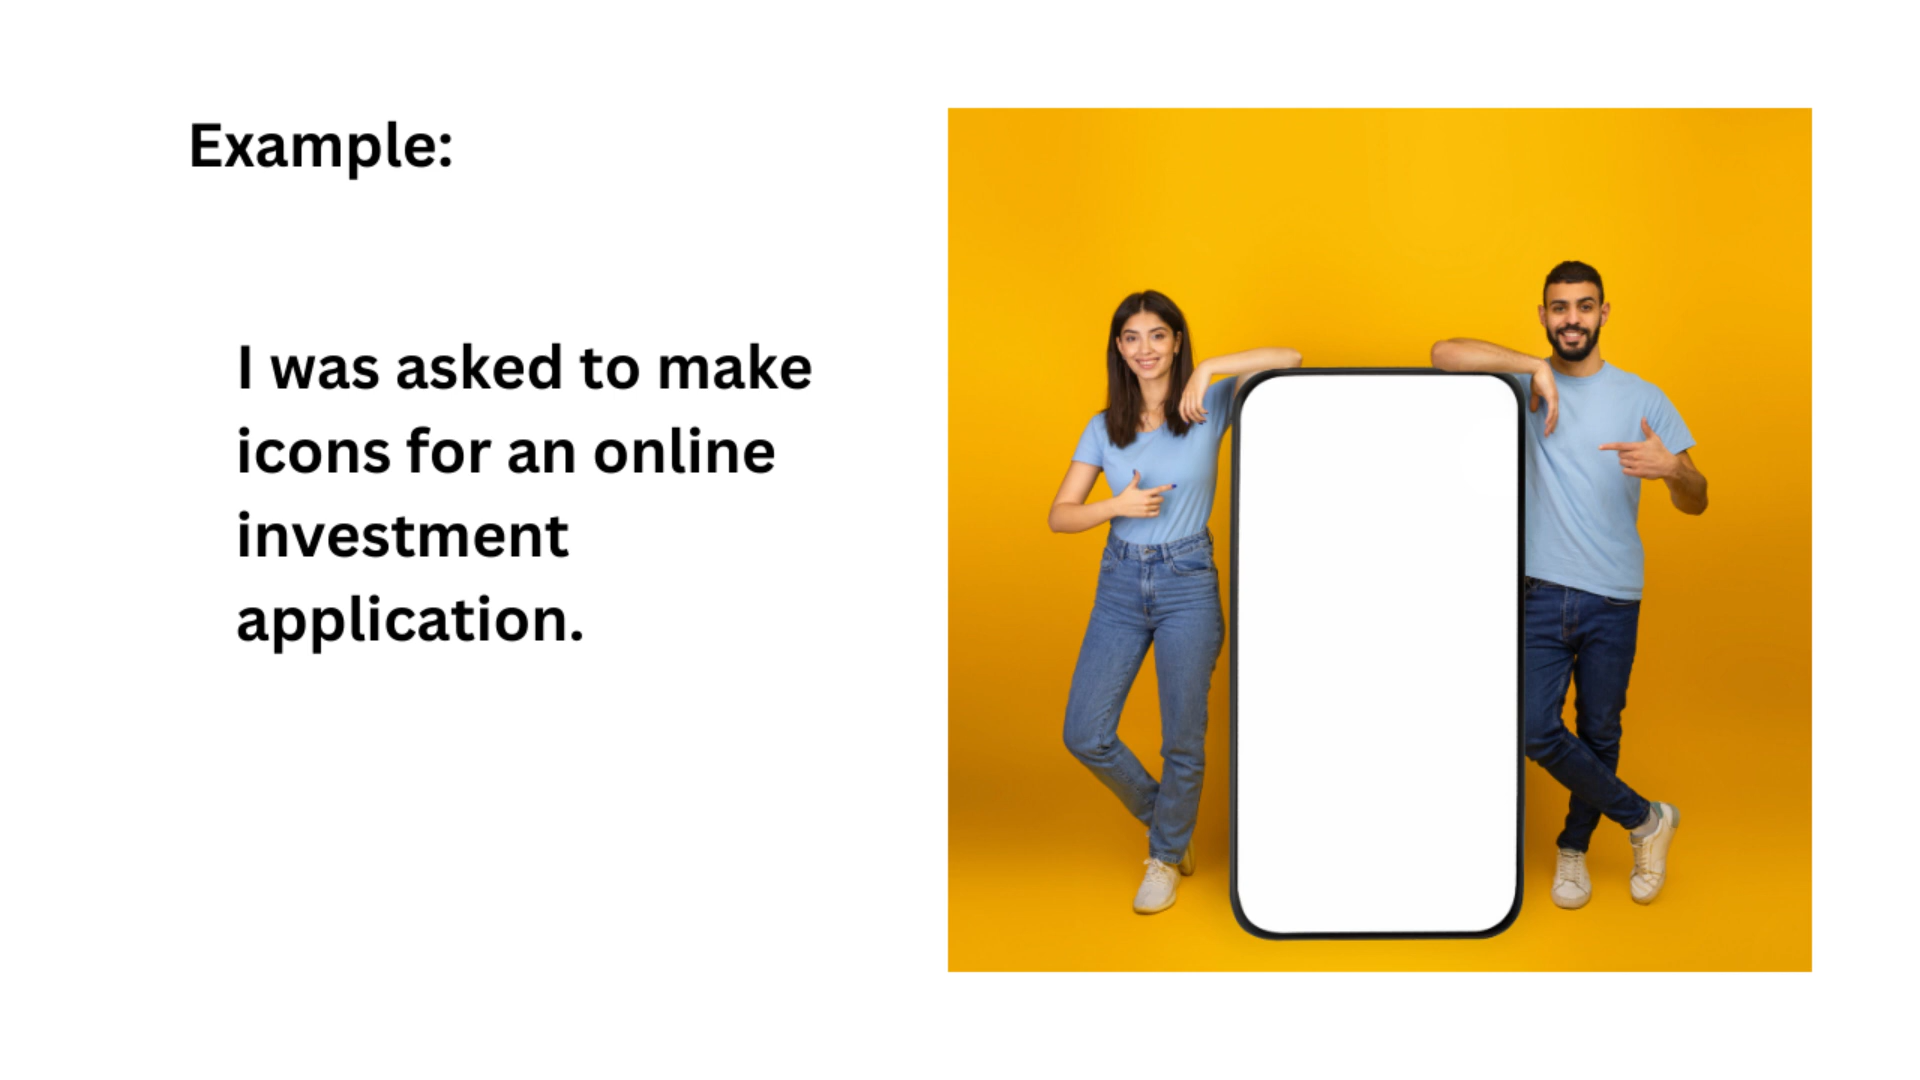 Example:
I was asked to make
icons for an online
investment
application.